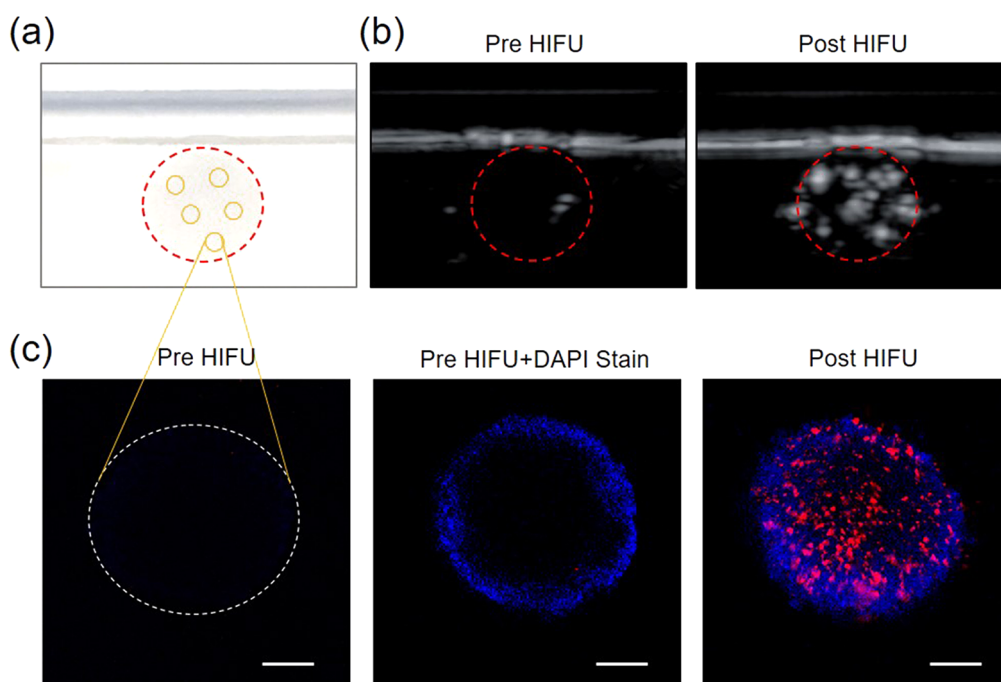 (a)
(b)
Pre HIFU
Post HIFU
(c)
Pre HIFU
Pre HIFU+DAPI Stain
Post HIFU